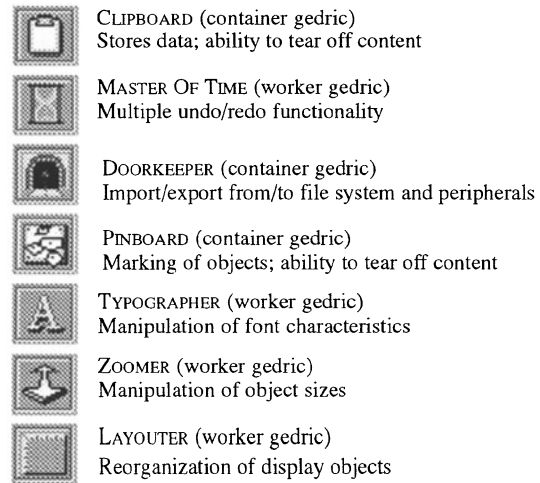 CLIPBOARD (container gedric)
Stores data; ability to tear off content
MASTER OF TIME (worker gedric)
Multiple undo/redo functionality
DOORKEEPER (container gedric)
Import/export from/to file system and peripherals
PINBOARD (container gedric)
Marking of objects; ability to tear off content
A
TYPOGRAPHER (worker gedric)
Manipulation of font characteristics
ZOOMER (worker gedric)
Manipulation of object sizes
LAYOUTER (worker gedric)
Reorganization of display objects